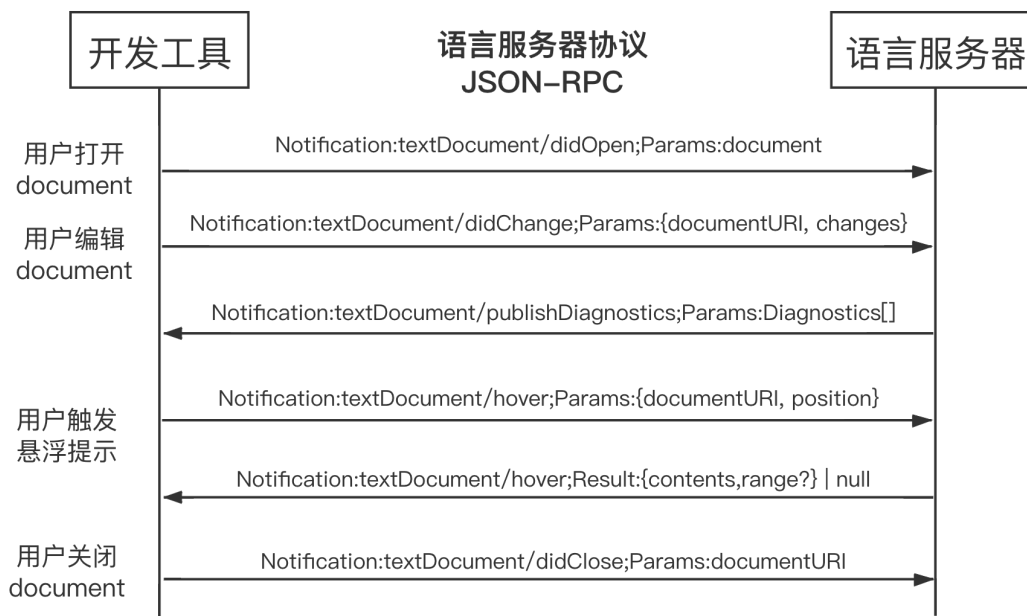 开发工具
语言服务器协议
JSON-RPC
语言服务器
用户打开
document
Notification:textDocument/didOpen;Params:document
用户编辑
document
Notification:textDocument/didChange;Params:{documentURI, changes}
Notification:textDocument/publishDiagnostics;Params:Diagnostics[]
用户触发
悬浮提示
Notification:textDocument/hover;Params:{documentURI, position}
Notification:textDocument/hover;Result:{contents,range?} | null
用户关闭
document
Notification:textDocument/didClose;Params:documentURI